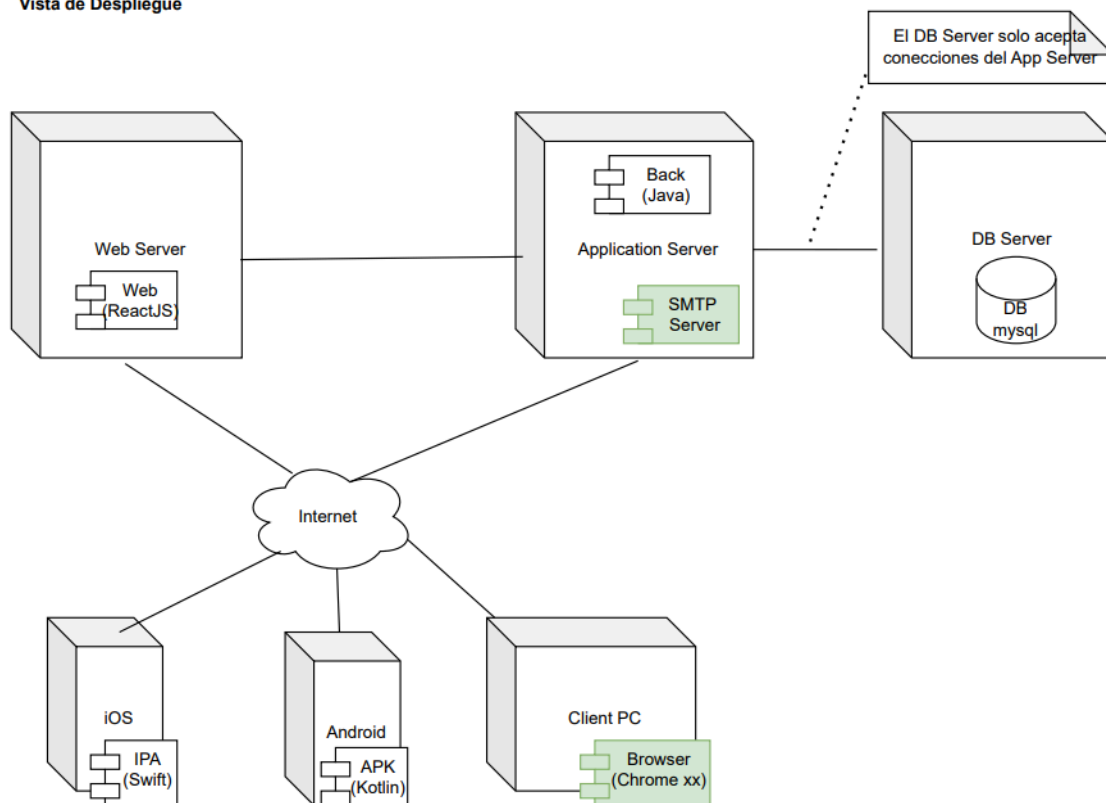 Vista de Despliegue
El DB Server solo acepta
conecciones del App Server
Back
(Java)
Web Server
Application Server
DB Server
Web
(ReactJS)
SMTP
Server
DB
mysql
Internet
iOS
Android
Client PC
IPA
(Swift)
APK
(Kotlin)
Browser
(Chrome xx)